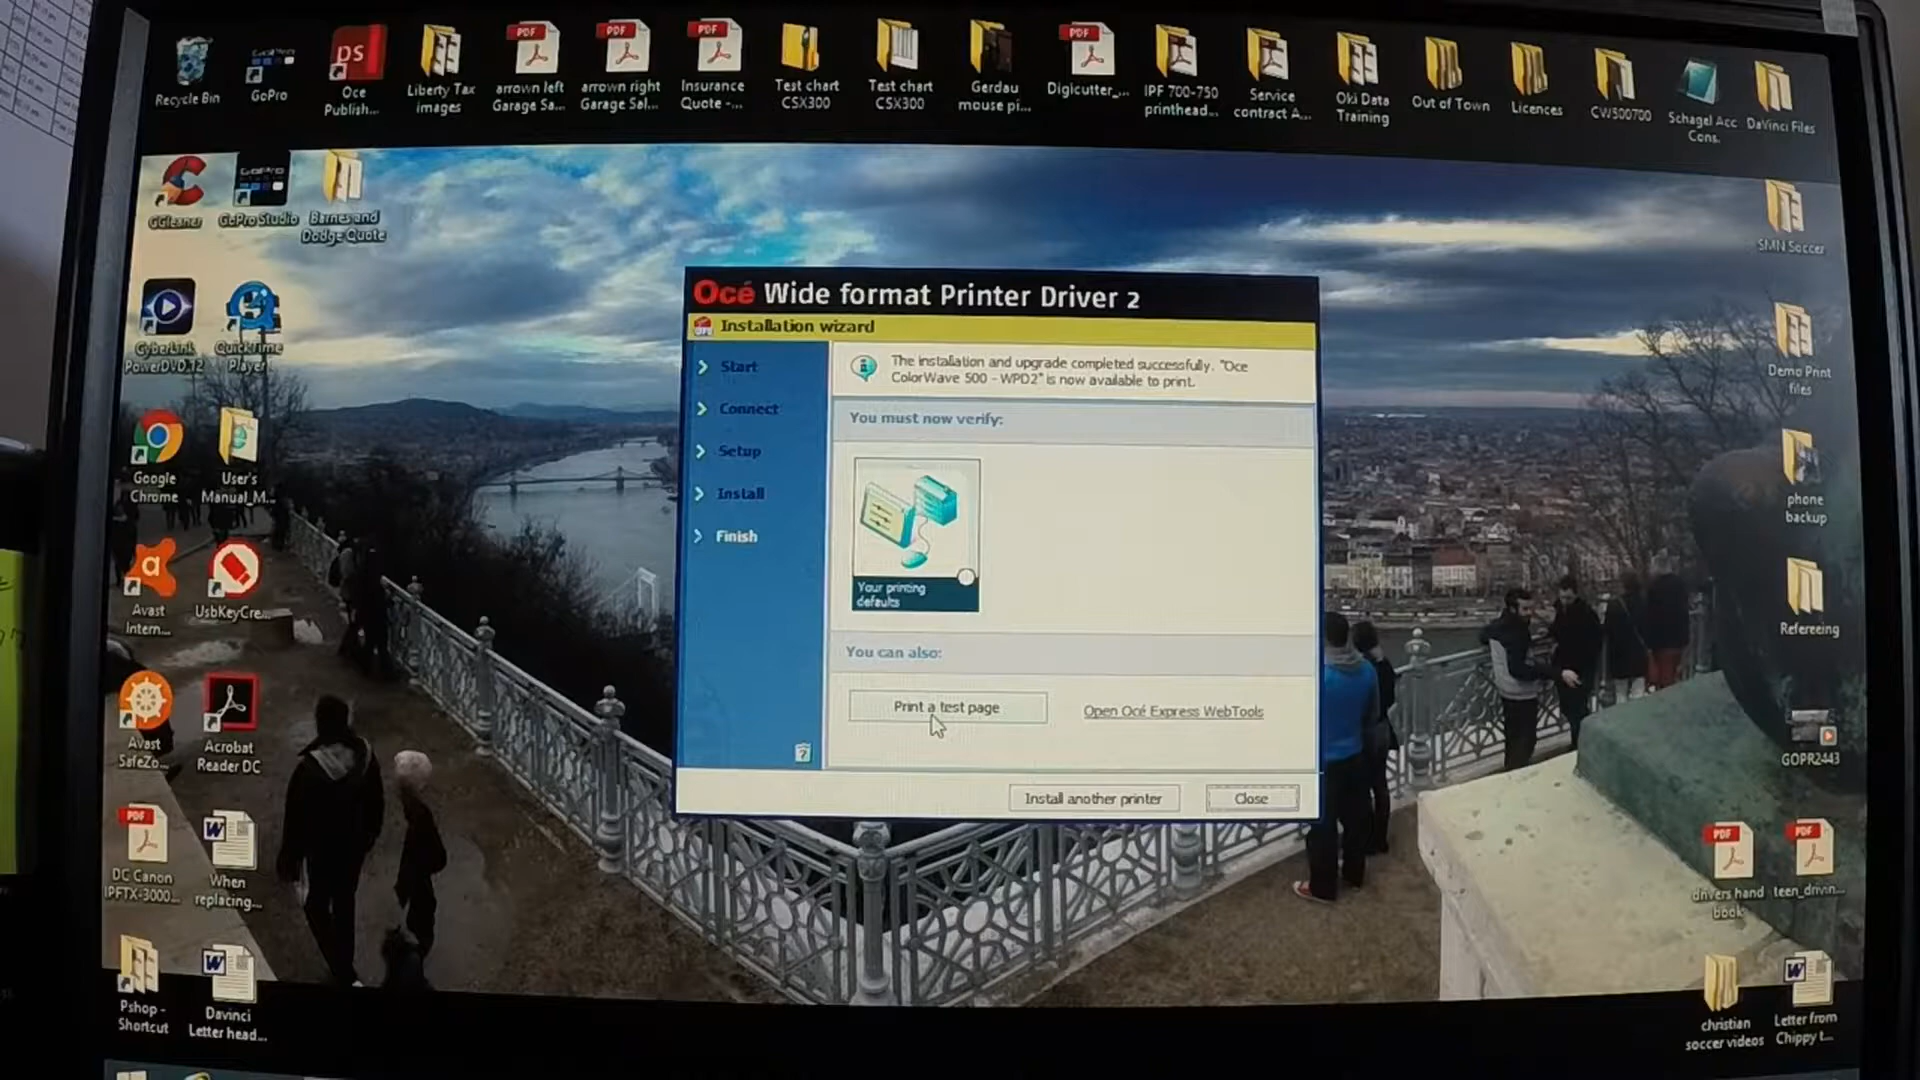 Recycle Bin
GoPro
Oce
Publish...
Liberty Tax
images
arrown left
Garage Sa...
arrown right
Garage Sal...
Insurance
Quote -...
Test chart
CSX300
Test chart
CSX300
Gerdau
mouse pi...
Digicutter_...
IPF 700-750
printhead...
Service
contract A...
Oki Data
Training
Out of Town
Licences
CW500700
Schagel Acc
Cons.
DaVinci Files
CCleaner
GoPro Studio
Barnes and
Dodge Quote
SMN Soccer
CyberLink
PowerDVD 12
QuickTime
Player
Demo Print
files
Google
Chrome
User's
Manual_M...
phone
backup
Avast
Intern...
UsbKeyCre...
Refereeing
Avast
SafeZo...
Acrobat
Reader DC
GOPR2443
DC Canon
IPFTX-3000...
When
replacing...
drivers hand
book
teen_drivin...
Pshop -
Shortcut
Davinci
Letter head...
christian
soccer videos
Letter from
Chippy t...
Océ Wide format Printer Driver 2
Installation wizard
Start
Connect
Setup
Install
Finish
The installation and upgrade completed successfully. "Oce
ColorWave 500 - WPD2" is now available to print.
You must now verify:
Your printing
defaults
You can also:
Print a test page
Open Océ Express WebTools
Install another printer
Close